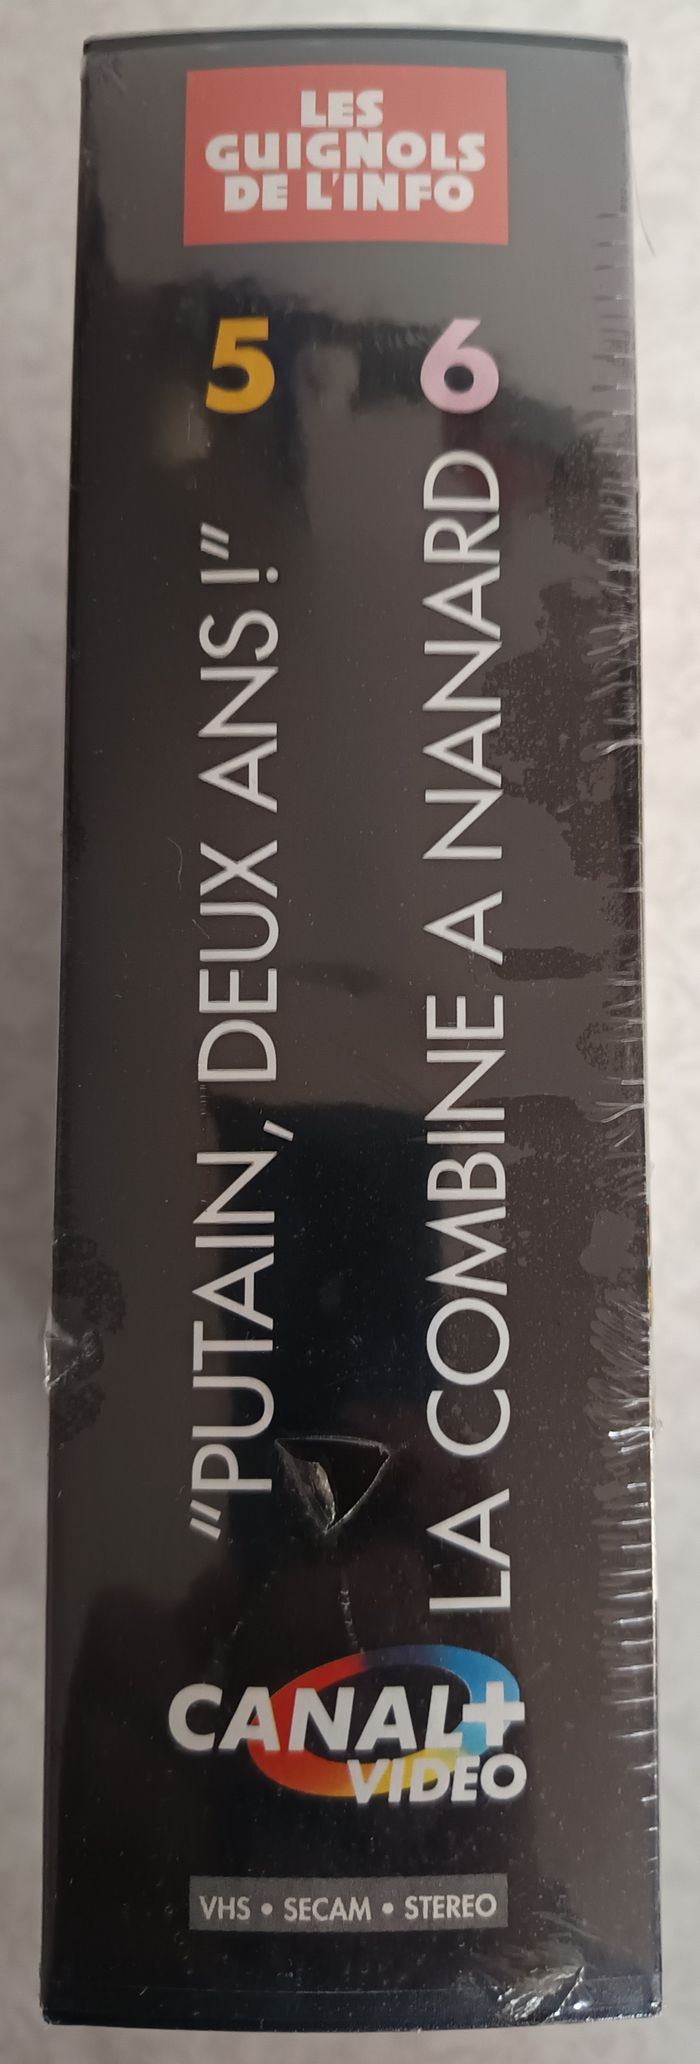 LES
GUIGNOLS
DE L'INFO
5
"PUTAIN, DEUX ANS !"
6
LA COMBINE A NANARD
CANAL+
VIDEO
VHS • SECAM • STEREO